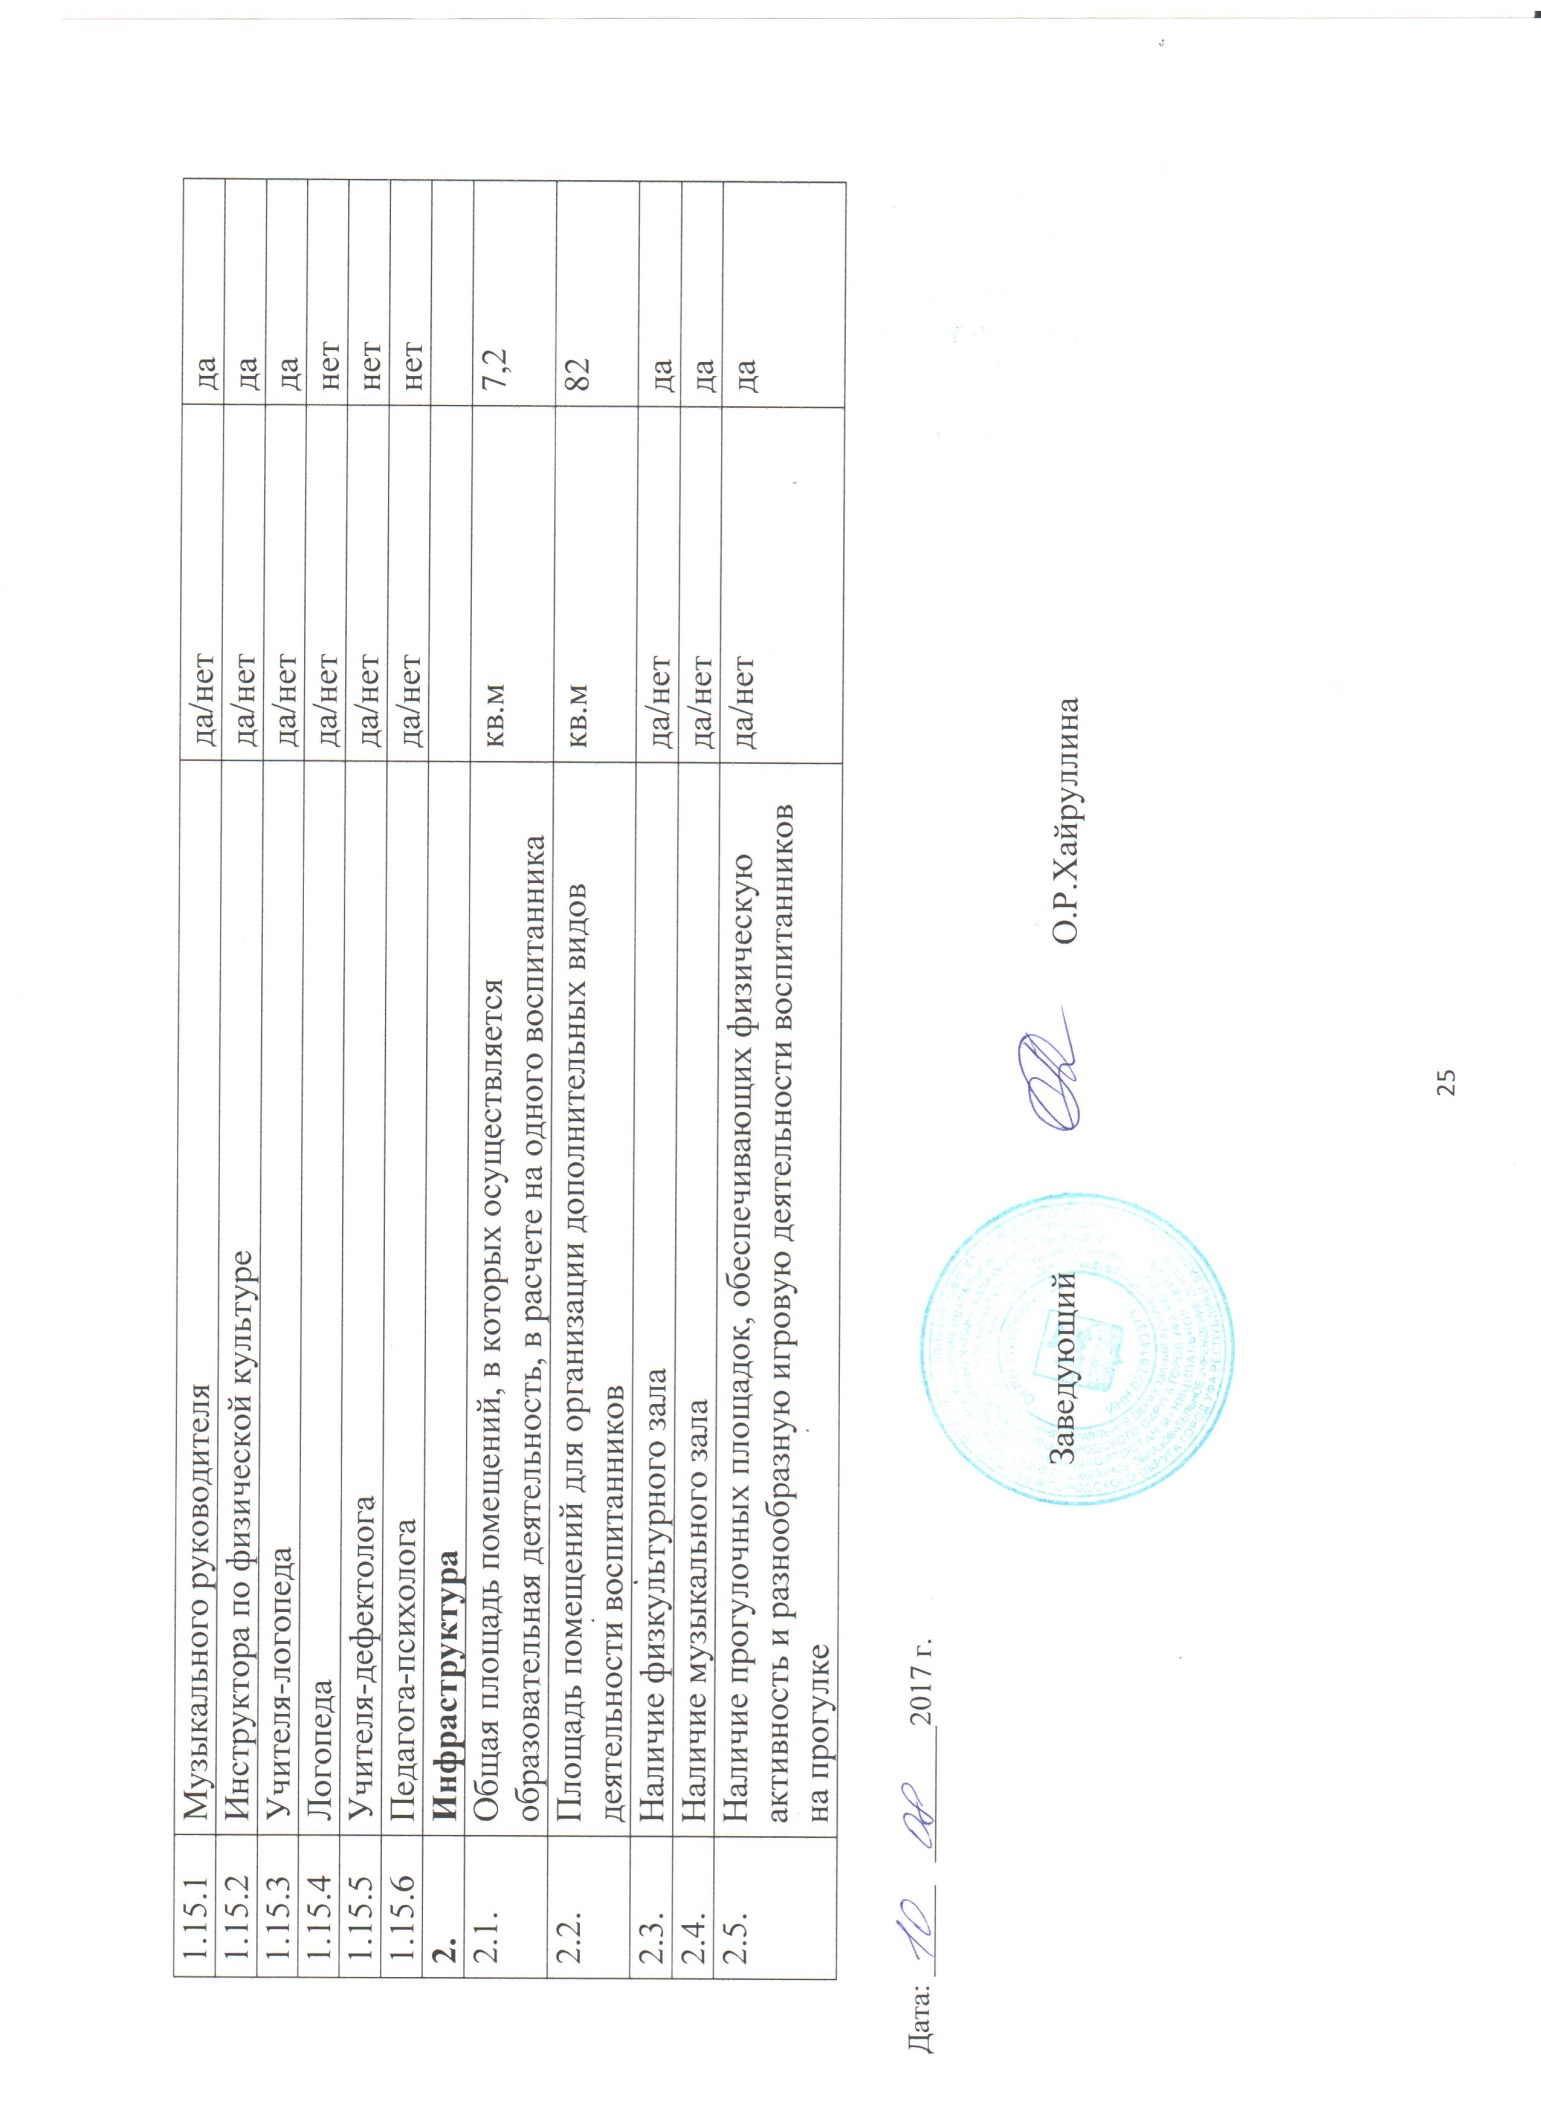 1.15.1 Музыкального руководителя да/нет да
1.15.2 Инструктора по физической культуре да/нет да
1.15.3 Учителя-логопеда да/нет да
1.15.4 Логопеда да/нет нет
1.15.5 Учителя-дефектолога да/нет нет
1.15.6 Педагога-психолога да/нет нет
2. Инфраструктура
2.1. Общая площадь помещений, в которых осуществляется кв.м 7,2
образовательная деятельность, в расчете на одного воспитанника
2.2. Площадь помещений для организации дополнительных видов кв.м 82
деятельности воспитанников
2.3. Наличие физкультурного зала да/нет да
2.4. Наличие музыкального зала да/нет да
2.5. Наличие прогулочных площадок, обеспечивающих физическую да/нет да
активность и разнообразную игровую деятельности воспитанников
на прогулке
Дата: 10 08 2017 г.
Заведующий О.Р.Хайруллина
25